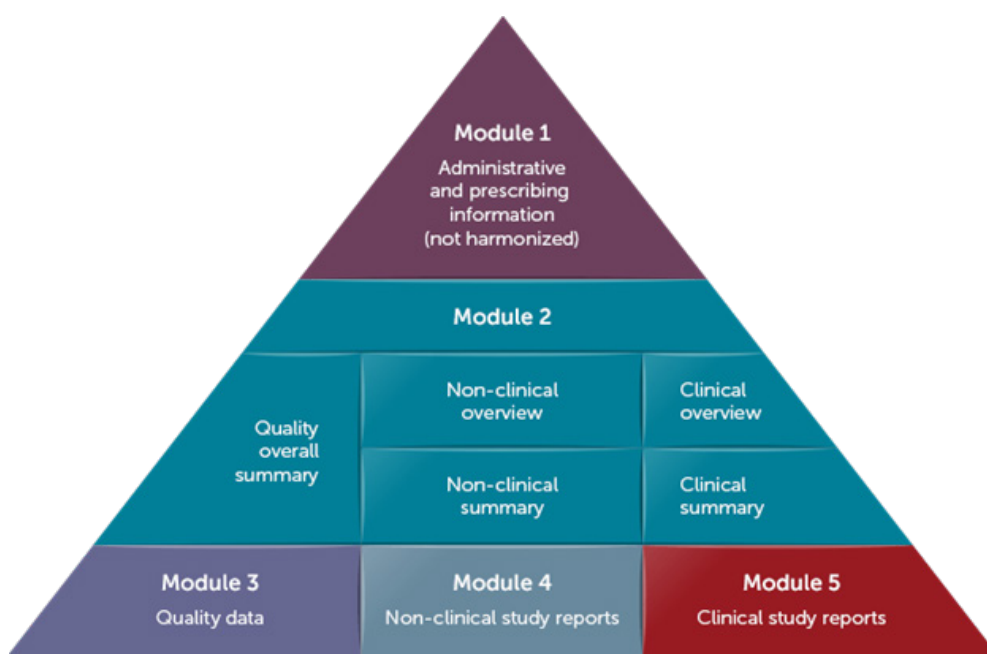 Module 1
Administrative
and prescribing
information
(not harmonized)
Module 2
Quality
overall
summary
Non-clinical
overview
Clinical
overview
Non-clinical
summary
Clinical
summary
Module 3
Quality data
Module 4
Non-clinical study reports
Module 5
Clinical study reports